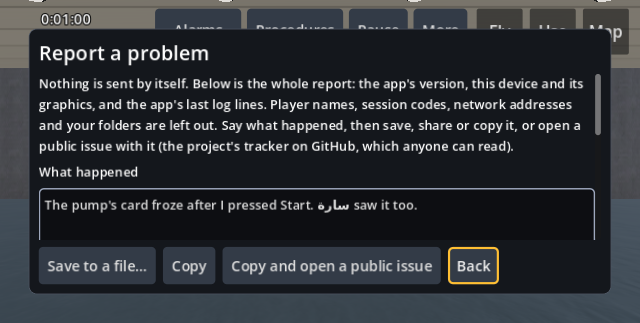 0:01:00
Alarms
Procedures
Pause
More
Fly
Use
Map
Report a problem
Nothing is sent by itself. Below is the whole report: the app's version, this device and its
graphics, and the app's last log lines. Player names, session codes, network addresses
and your folders are left out. Say what happened, then save, share or copy it, or open a
public issue with it (the project's tracker on GitHub, which anyone can read).
What happened
The pump's card froze after I pressed Start. سارة saw it too.
Save to a file...
Copy
Copy and open a public issue
Back